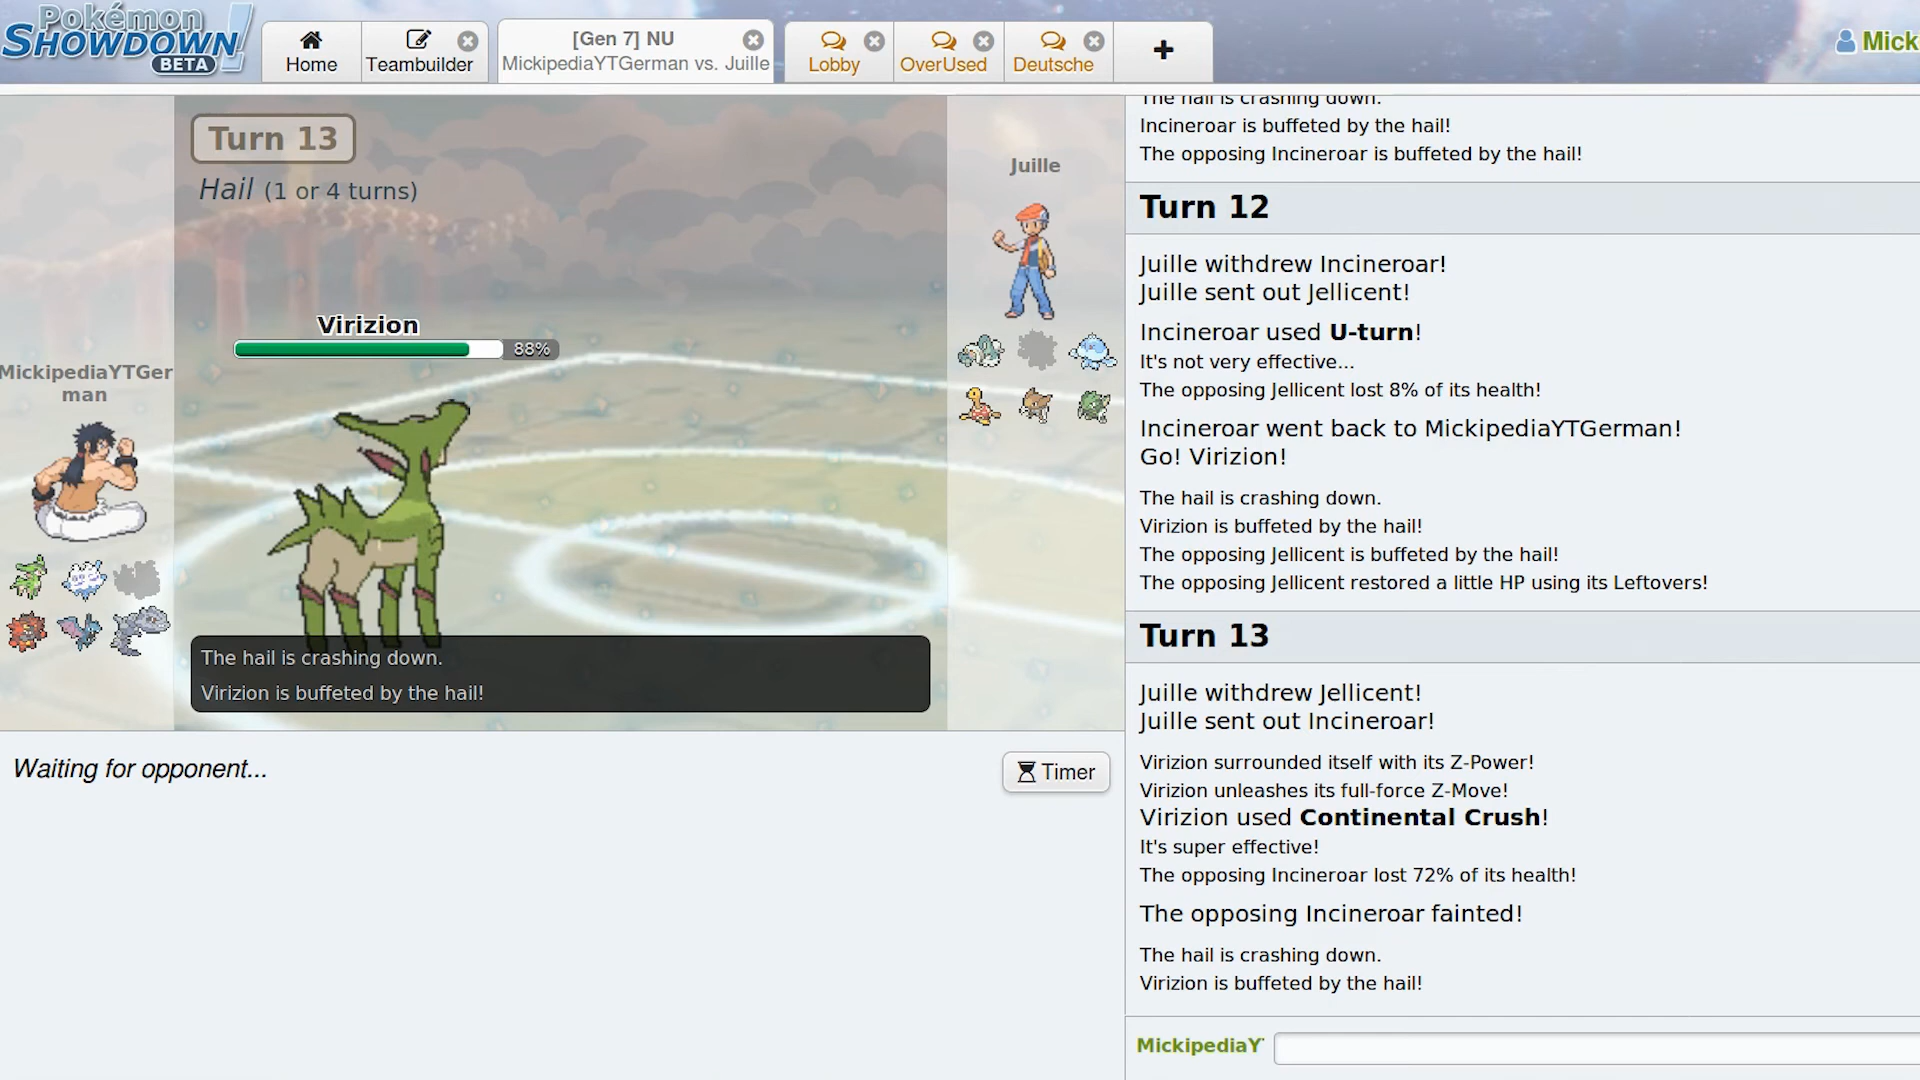 Pokémon
SHOWDOWN!
BETA
Home
Teambuilder
[Gen 7] NU
MickipediaYTGerman vs. Juille
Lobby
OverUsed
Deutsche
+
Mick
Turn 13
Hail (1 or 4 turns)
Juille
Virizion
88%
MickipediaYTGer
man
The hail is crashing down.
Virizion is buffeted by the hail!
Waiting for opponent...
Timer
The hail is crashing down.
Incineroar is buffeted by the hail!
The opposing Incineroar is buffeted by the hail!
Turn 12
Juille withdrew Incineroar!
Juille sent out Jellicent!
Incineroar used U-turn!
It's not very effective...
The opposing Jellicent lost 8% of its health!
Incineroar went back to MickipediaYTGerman!
Go! Virizion!
The hail is crashing down.
Virizion is buffeted by the hail!
The opposing Jellicent is buffeted by the hail!
The opposing Jellicent restored a little HP using its Leftovers!
Turn 13
Juille withdrew Jellicent!
Juille sent out Incineroar!
Virizion surrounded itself with its Z-Power!
Virizion unleashes its full-force Z-Move!
Virizion used Continental Crush!
It's super effective!
The opposing Incineroar lost 72% of its health!
The opposing Incineroar fainted!
The hail is crashing down.
Virizion is buffeted by the hail!
MickipediaY